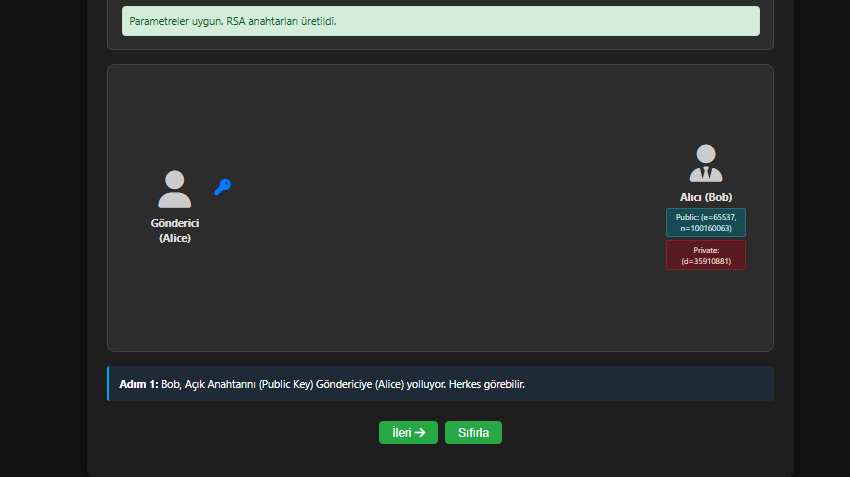 Parametreler uygun. RSA anahtarları üretildi.
Gönderici
(Alice)
Alıcı (Bob)
Public: (e=65537,
n=100160063)
Private:
(d=35910881)
Adım 1: Bob, Açık Anahtarını (Public Key) Göndericiye (Alice) yolluyor. Herkes görebilir.
İleri →
Sıfırla